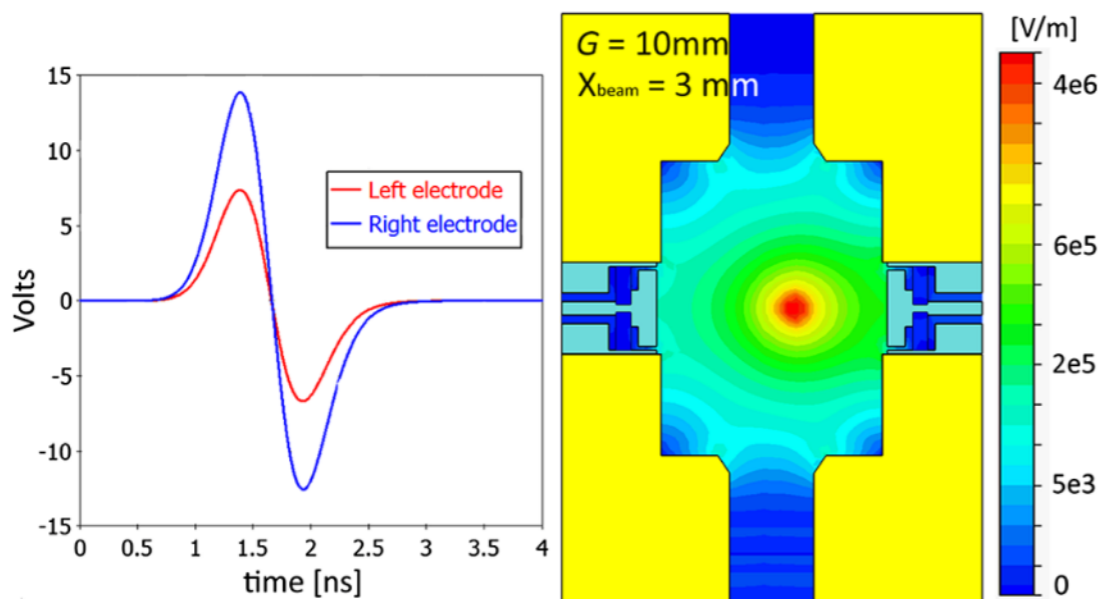 15
10
5
0
-5
-10
-15
Volts
0
0.5
1
1.5
2
2.5
3
3.5
4
time [ns]
Left electrode
Right electrode
G = 10mm
Xbeam = 3 mm
[V/m]
4e6
6e5
2e5
5e3
0